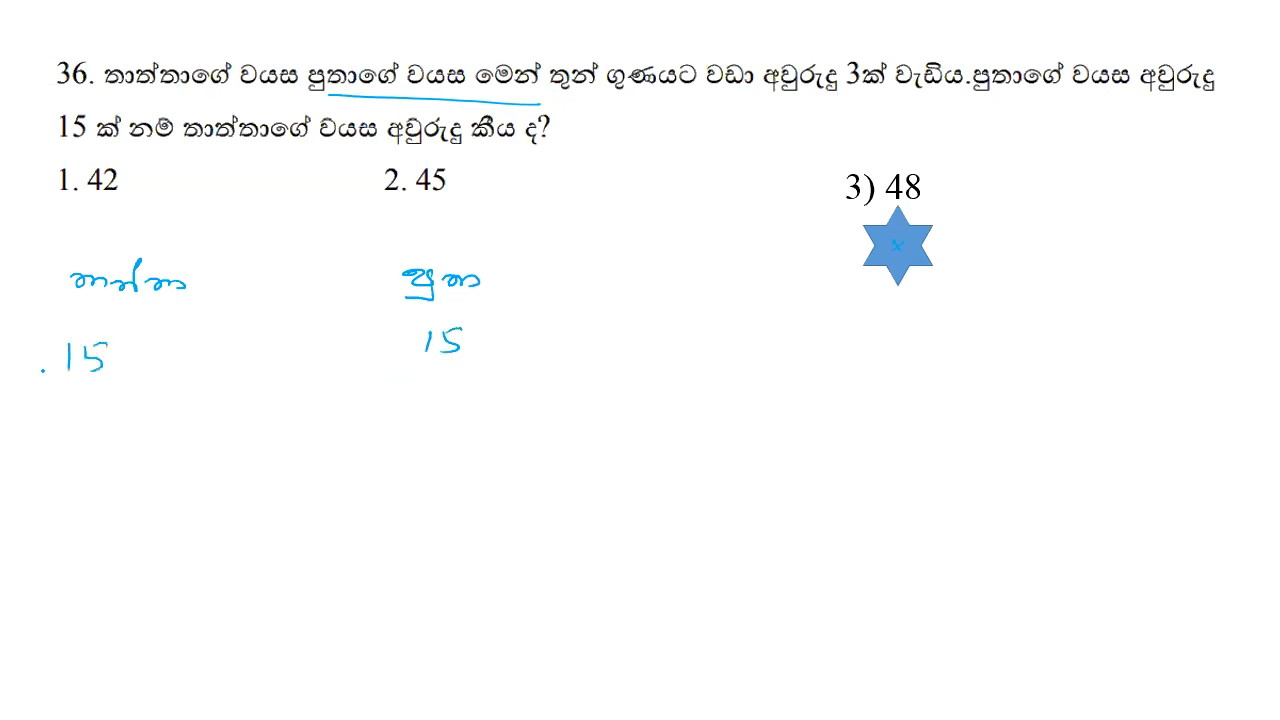 36. තාත්තාගේ වයස පුතාගේ වයස මෙන් තුන් ගුණයට වඩා අවුරුදු 3ක් වැඩිය.පුතාගේ වයස අවුරුදු
15 ක් නම් තාත්තාගේ වයස අවුරුදු කීය ද?
1. 42 2. 45 3) 48
x
තාත්තා පුතා
15
. 15